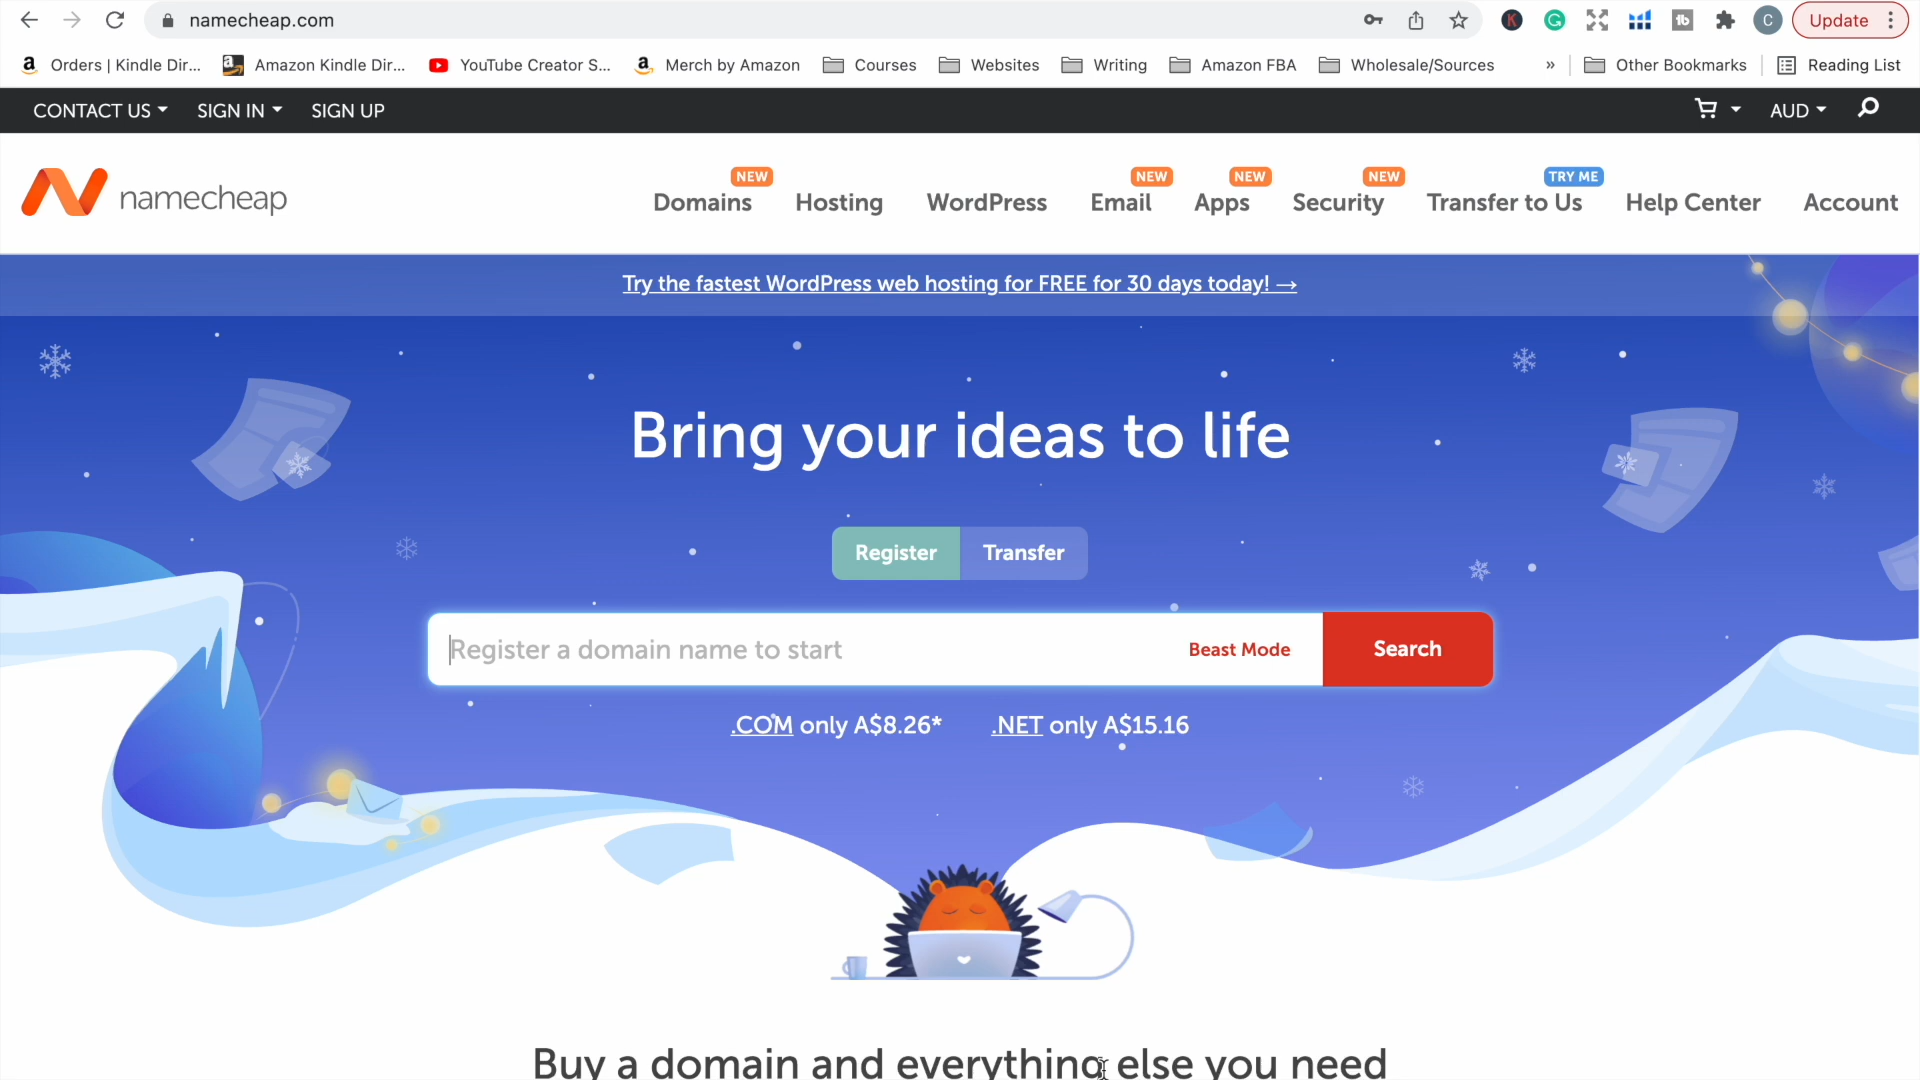 namecheap.com
Update
Orders | Kindle Dir...
Amazon Kindle Dir...
YouTube Creator S...
Merch by Amazon
Courses
Websites
Writing
Amazon FBA
Wholesale/Sources
»
Other Bookmarks
Reading List
CONTACT US
SIGN IN
SIGN UP
AUD
namecheap
NEW
NEW
NEW
NEW
TRY ME
Domains
Hosting
WordPress
Email
Apps
Security
Transfer to Us
Help Center
Account
Try the fastest WordPress web hosting for FREE for 30 days today! →
Bring your ideas to life
Register
Transfer
Register a domain name to start
Beast Mode
Search
.COM only A$8.26*
.NET only A$15.16
Buy a domain and everything else you need